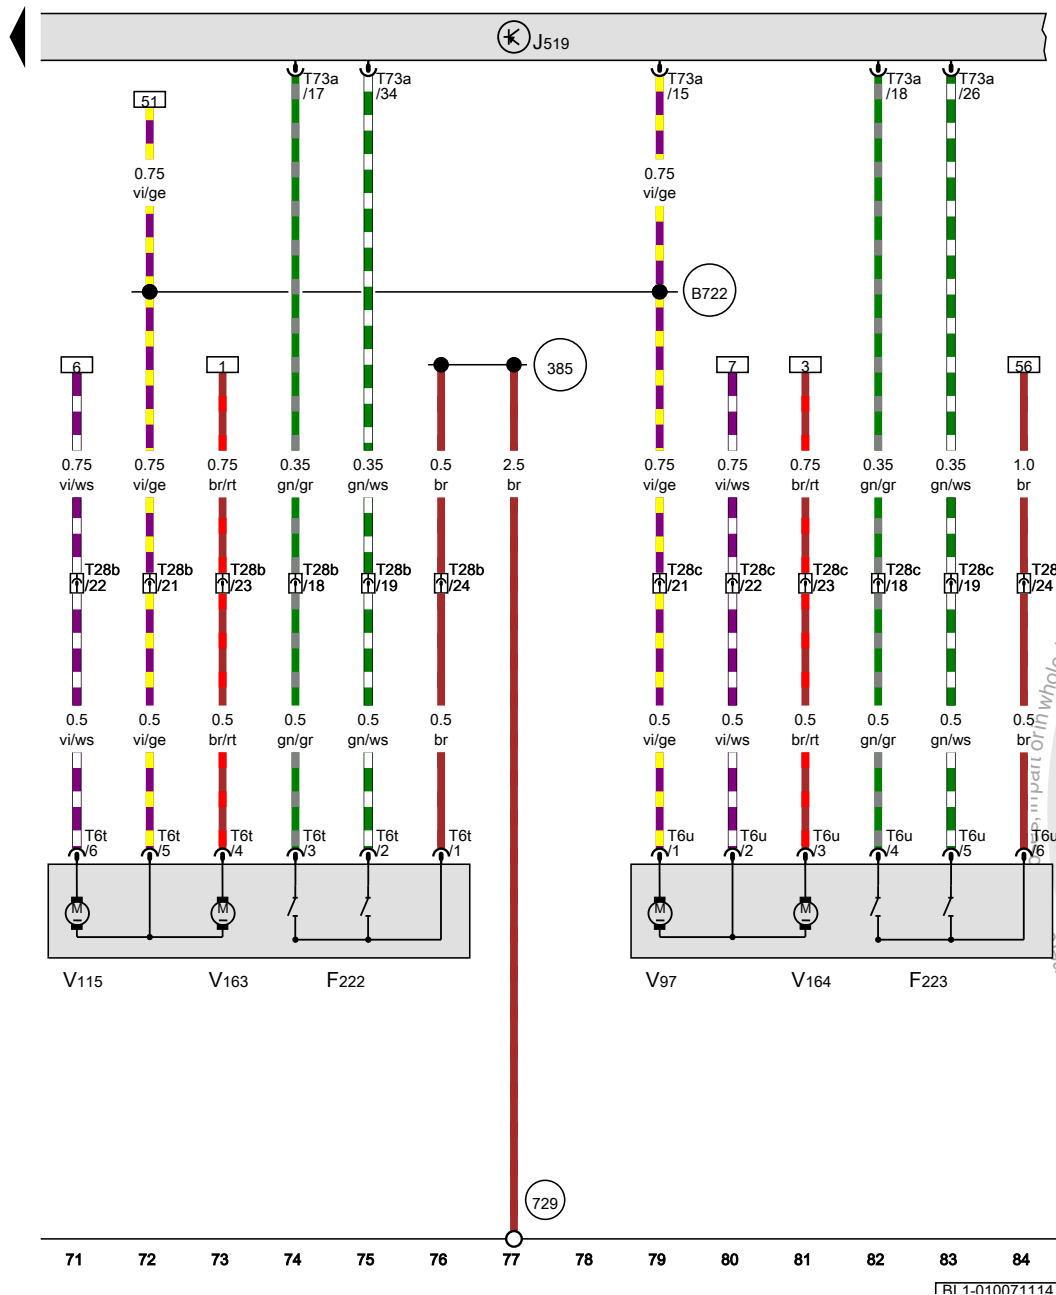 J519
T73a T73a T73a T73a T73a
/17 /34 /15 /18 /26
51
0.75 0.75
vi/ge vi/ge
B722
6 1 385 7 3 56
0.75 0.75 0.75 0.35 0.35 0.5 2.5 0.75 0.75 0.75 0.35 0.35 1.0
vi/ws vi/ge br/rt gn/gr gn/ws br br vi/ge vi/ws br/rt gn/gr gn/ws br
T28b T28b T28b T28b T28b T28b T28c T28c T28c T28c T28c T28
/22 /21 /23 /18 /19 /24 /21 /22 /23 /18 /19 /24
0.5 0.5 0.5 0.5 0.5 0.5 0.5 0.5 0.5 0.5 0.5 0.5
vi/ws vi/ge br/rt gn/gr gn/ws br vi/ge vi/ws br/rt gn/gr gn/ws br
in part or in whole
T6t T6t T6t T6t T6t T6t T6u T6u T6u T6u T6u T6u
/6 /5 /4 /3 /2 /1 /1 /2 /3 /4 /5 /6
M M M M
V115 V163 F222 V97 V164 F223
729
71 72 73 74 75 76 77 78 79 80 81 82 83 84
BL1-010071114